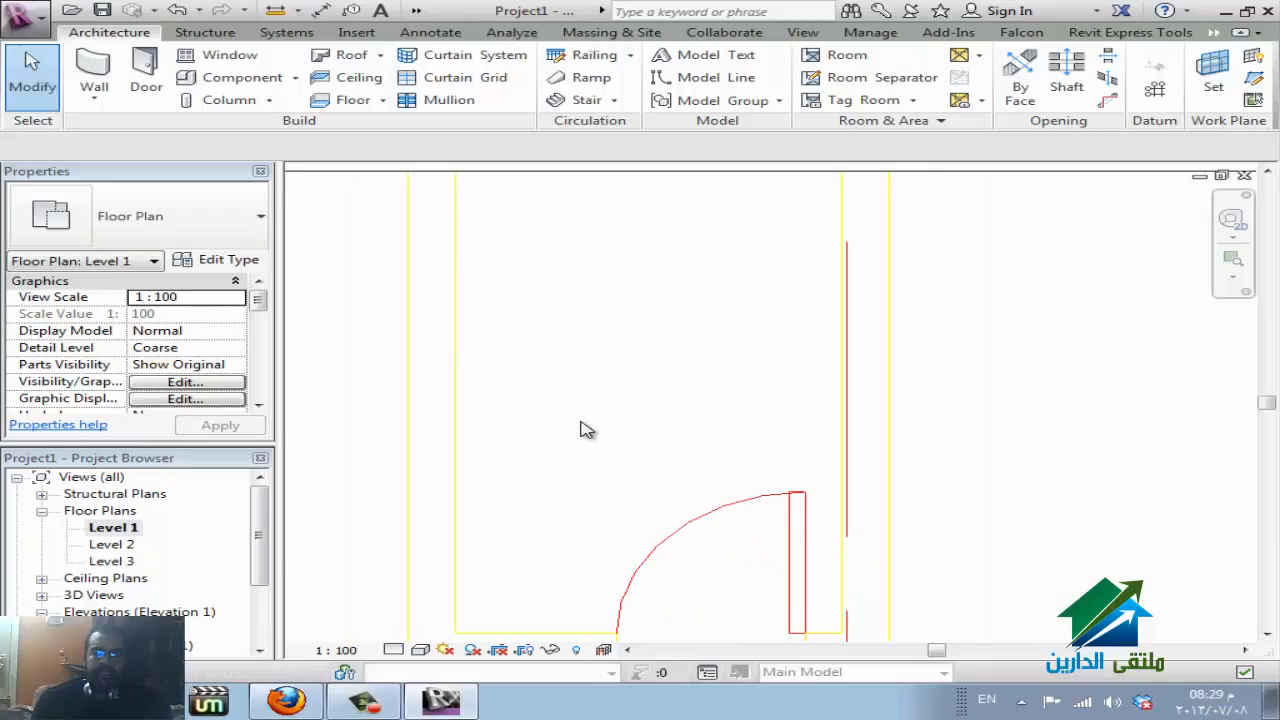 Project1 - ...
Type a keyword or phrase
Sign In
Architecture Structure Systems Insert Annotate Analyze Massing & Site Collaborate View Manage Add-Ins Falcon Revit Express Tools
Modify
Wall
Door
Window
Component
Column
Roof
Ceiling
Floor
Curtain System
Curtain Grid
Mullion
Railing
Ramp
Stair
Model Text
Model Line
Model Group
Room
Room Separator
Tag Room
By Face
Shaft
Set
Select Build Circulation Model Room & Area Opening Datum Work Plane
Properties
Floor Plan
Floor Plan: Level 1 Edit Type
Graphics
View Scale 1 : 100
Scale Value 1: 100
Display Model Normal
Detail Level Coarse
Parts Visibility Show Original
Visibility/Grap... Edit...
Graphic Displ... Edit...
Properties help Apply
Project1 - Project Browser
Views (all)
Structural Plans
Floor Plans
Level 1
Level 2
Level 3
Ceiling Plans
3D Views
Elevations (Elevation 1)
2D
1 : 100
:0
Main Model
ملتقى الدارين
um
EN
م 08:29
٢٠١٣/٠٧/٠٨